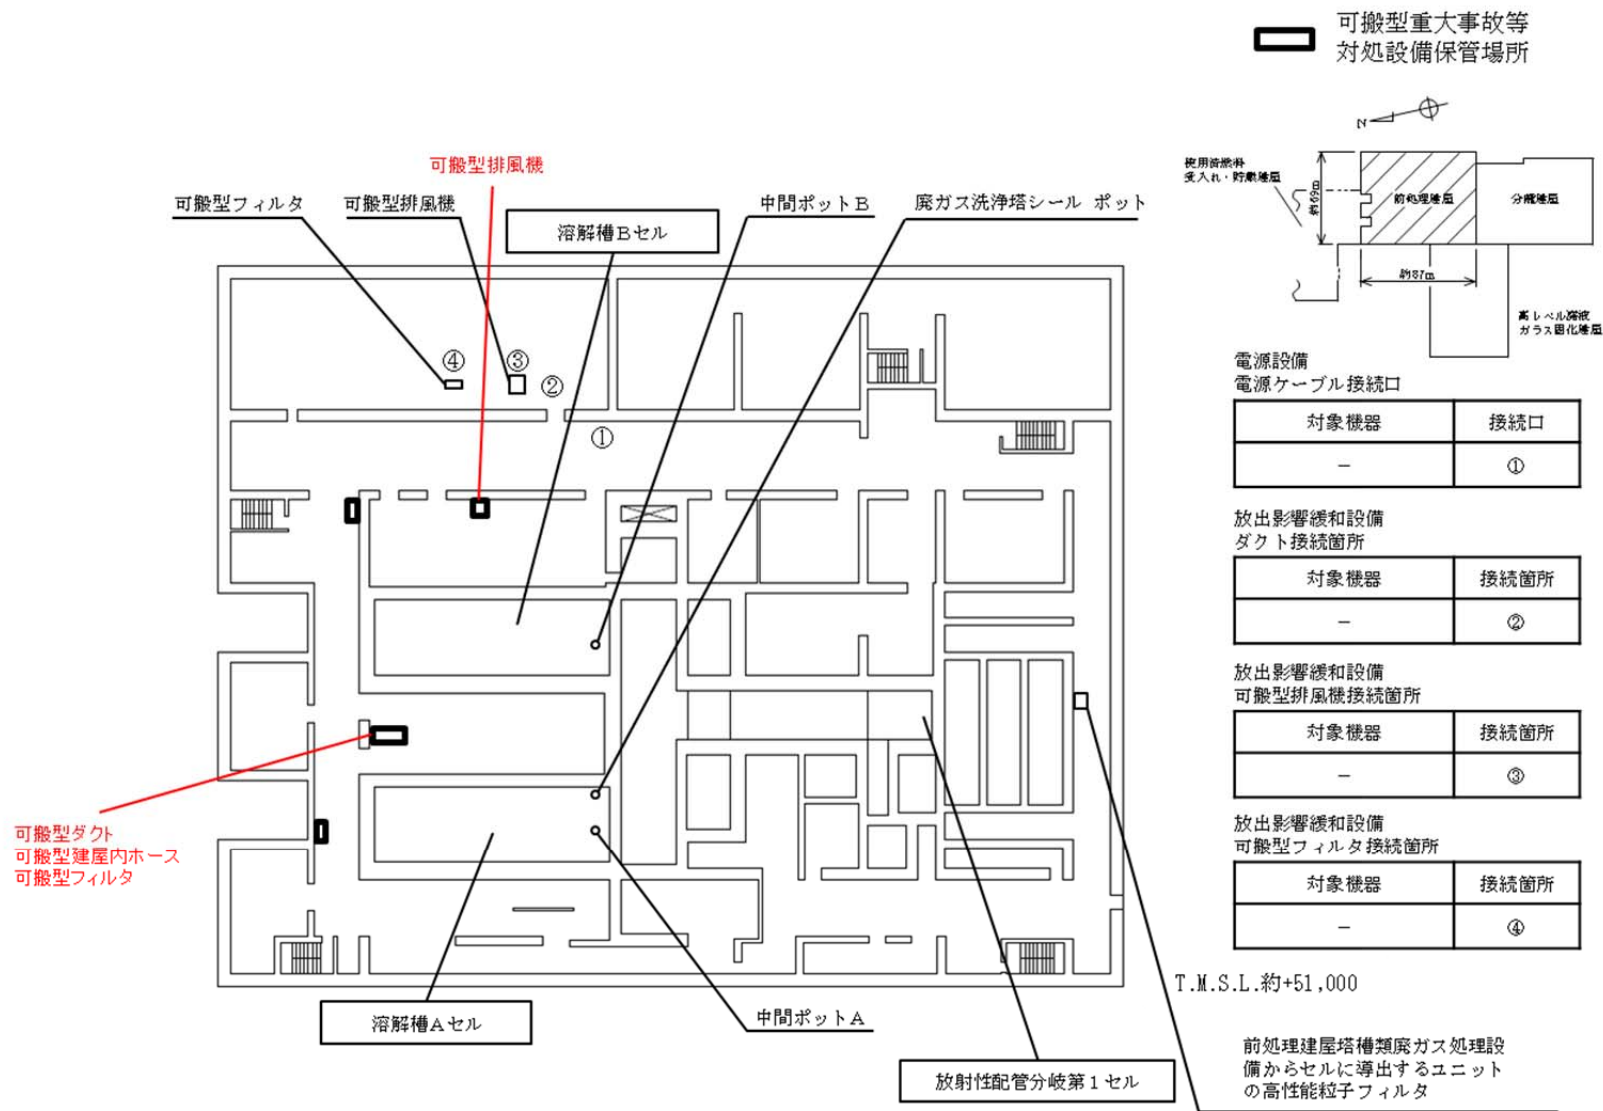 可搬型重大事故等
対処設備保管場所
N
使用済燃料
受入れ・貯蔵建屋
約69m
前処理建屋
分離建屋
約87m
高レベル廃液
ガラス固化建屋
可搬型排風機
可搬型フィルタ
可搬型排風機
溶解槽Bセル
中間ポットB
廃ガス洗浄塔シール ポット
④
③
②
①
電源設備
電源ケーブル接続口
対象機器 接続口
－ ①
放出影響緩和設備
ダクト接続箇所
対象機器 接続箇所
－ ②
放出影響緩和設備
可搬型排風機接続箇所
対象機器 接続箇所
－ ③
放出影響緩和設備
可搬型フィルタ接続箇所
対象機器 接続箇所
－ ④
可搬型ダクト
可搬型建屋内ホース
可搬型フィルタ
溶解槽Aセル
中間ポットA
放射性配管分岐第1セル
T.M.S.L.約+51,000
前処理建屋塔槽類廃ガス処理設
備からセルに導出するユニット
の高性能粒子フィルタ